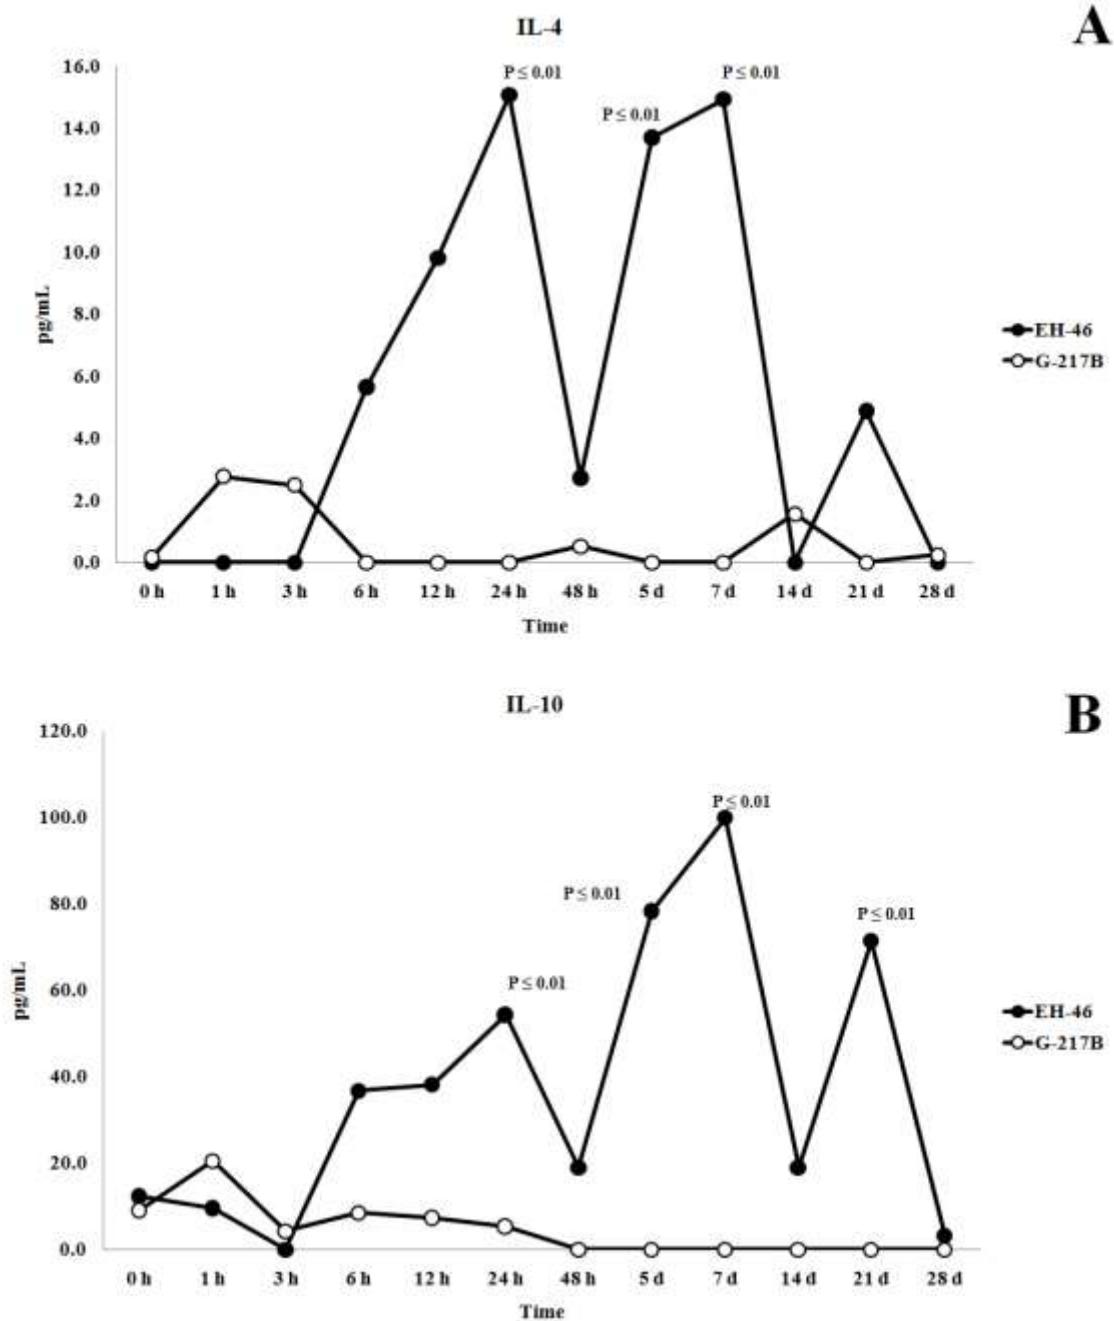 IL-4
A
16.0
P ≤ 0.01
P ≤ 0.01
14.0
P ≤ 0.01
12.0
10.0
8.0
pg/mL
EH-46
6.0
G-217B
4.0
2.0
0.0
0 h 1 h 3 h 6 h 12 h 24 h 48 h 5 d 7 d 14 d 21 d 28 d
Time
IL-10
B
120.0
100.0
P ≤ 0.01
80.0
P ≤ 0.01
P ≤ 0.01
60.0
P ≤ 0.01
pg/mL
EH-46
40.0
G-217B
20.0
0.0
0 h 1 h 3 h 6 h 12 h 24 h 48 h 5 d 7 d 14 d 21 d 28 d
Time